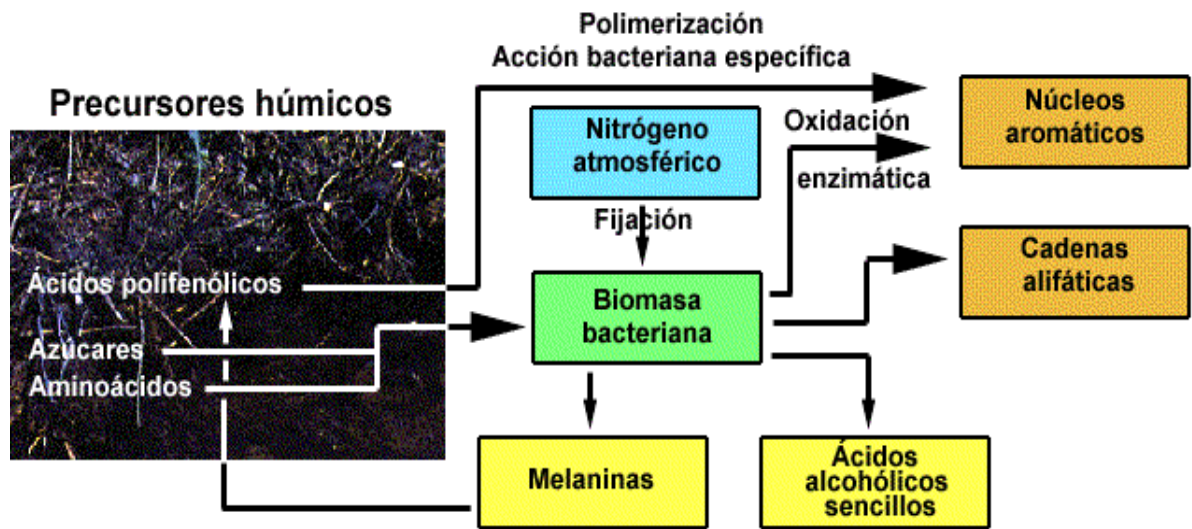 Polimerización
Acción bacteriana específica
Precursores húmicos
Núcleos
aromáticos
Nitrógeno
atmosférico
Oxidación
enzimática
Fijación
Ácidos polifenólicos
Cadenas
alifáticas
Biomasa
bacteriana
Azúcares
Aminoácidos
Melaninas
Ácidos
alcohólicos
sencillos